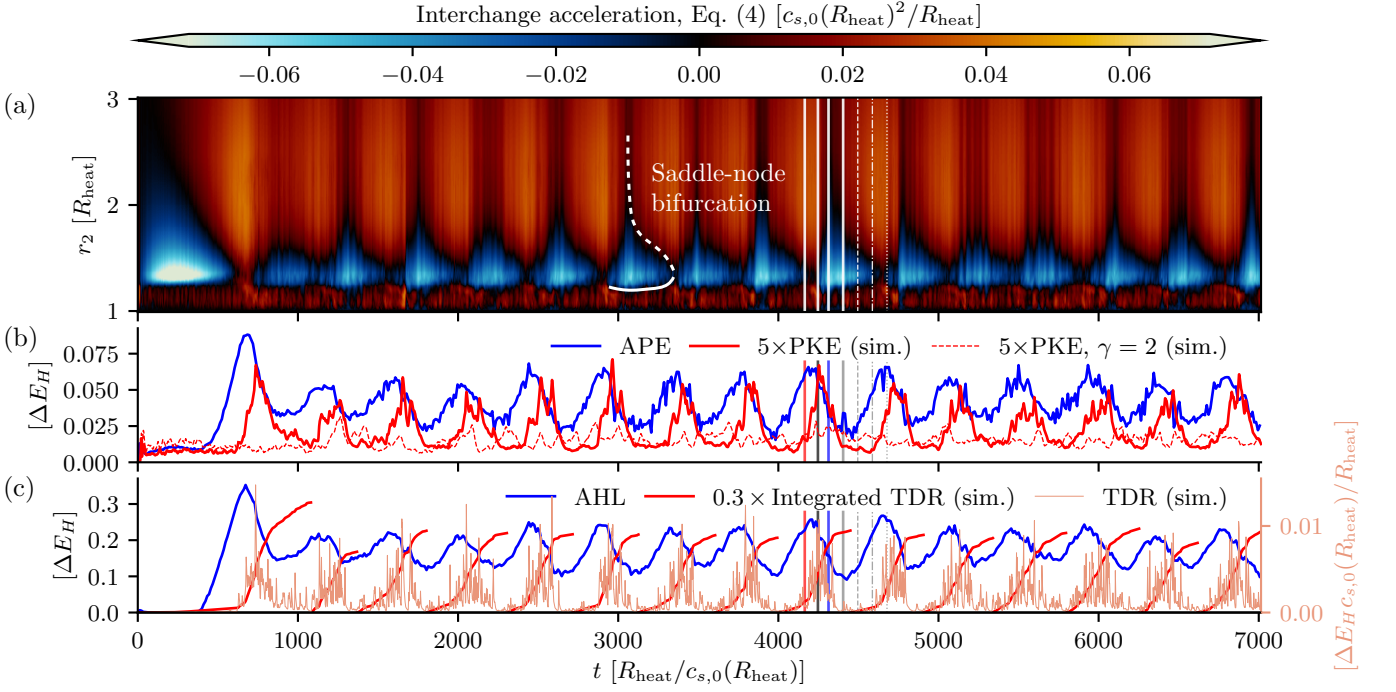 Interchange acceleration, Eq. (4) [c_{s,0}(R_heat)^2/R_heat]
−0.06 −0.04 −0.02 0.00 0.02 0.04 0.06
(a)
3
2
1
r_2 [R_heat]
Saddle-node
bifurcation
(b)
APE 5×PKE (sim.) 5×PKE, γ = 2 (sim.)
0.075
0.050
0.025
0.000
[ΔE_H]
(c)
AHL 0.3 × Integrated TDR (sim.) TDR (sim.)
0.3
0.2
0.1
0.0
[ΔE_H]
0.01
0.00
[ΔE_H c_{s,0}(R_heat)/R_heat]
0 1000 2000 3000 4000 5000 6000 7000
t [R_heat/c_{s,0}(R_heat)]